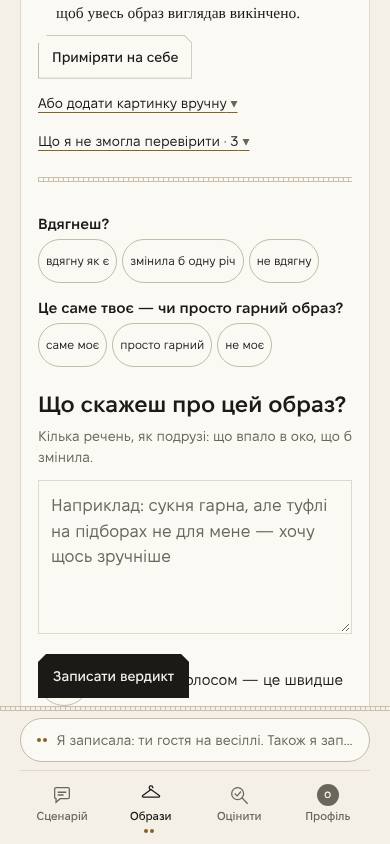 щоб увесь образ виглядав викінчено.
Приміряти на себе
Або додати картинку вручну ▾
Що я не змогла перевірити · 3 ▾
Вдягнеш?
вдягну як є
змінила б одну річ
не вдягну
Це саме твоє — чи просто гарний образ?
саме моє
просто гарний
не моє
Що скажеш про цей образ?
Кілька речень, як подрузі: що впало в око, що б
змінила.
Наприклад: сукня гарна, але туфлі
на підборах не для мене — хочу
щось зручніше
Записати вердикт
олосом — це швидше
Я записала: ти гостя на весіллі. Також я зап...
Сценарій
Образи
Оцінити
О
Профіль